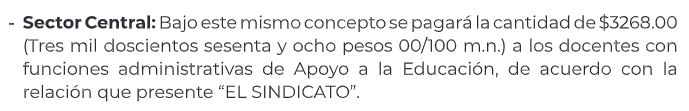 - Sector Central: Bajo este mismo concepto se pagará la cantidad de $3268.00
(Tres mil doscientos sesenta y ocho pesos 00/100 m.n.) a los docentes con
funciones administrativas de Apoyo a la Educación, de acuerdo con la
relación que presente “EL SINDICATO”.